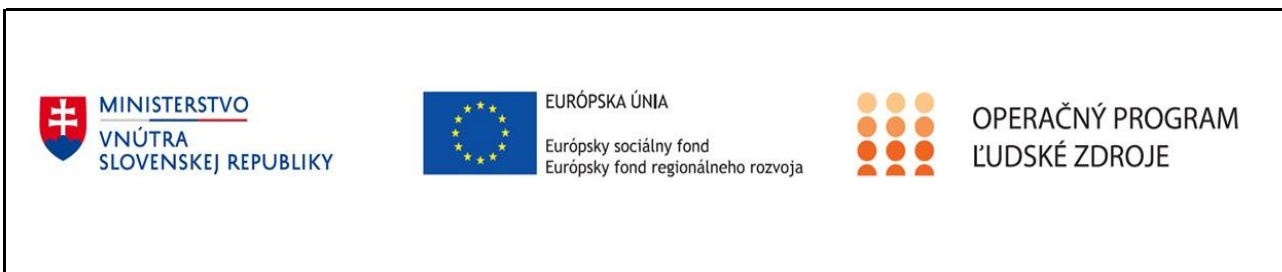 MINISTERSTVO
VNÚTRA
SLOVENSKEJ REPUBLIKY
EURÓPSKA ÚNIA
Európsky sociálny fond
Európsky fond regionálneho rozvoja
OPERAČNÝ PROGRAM
ĽUDSKÉ ZDROJE